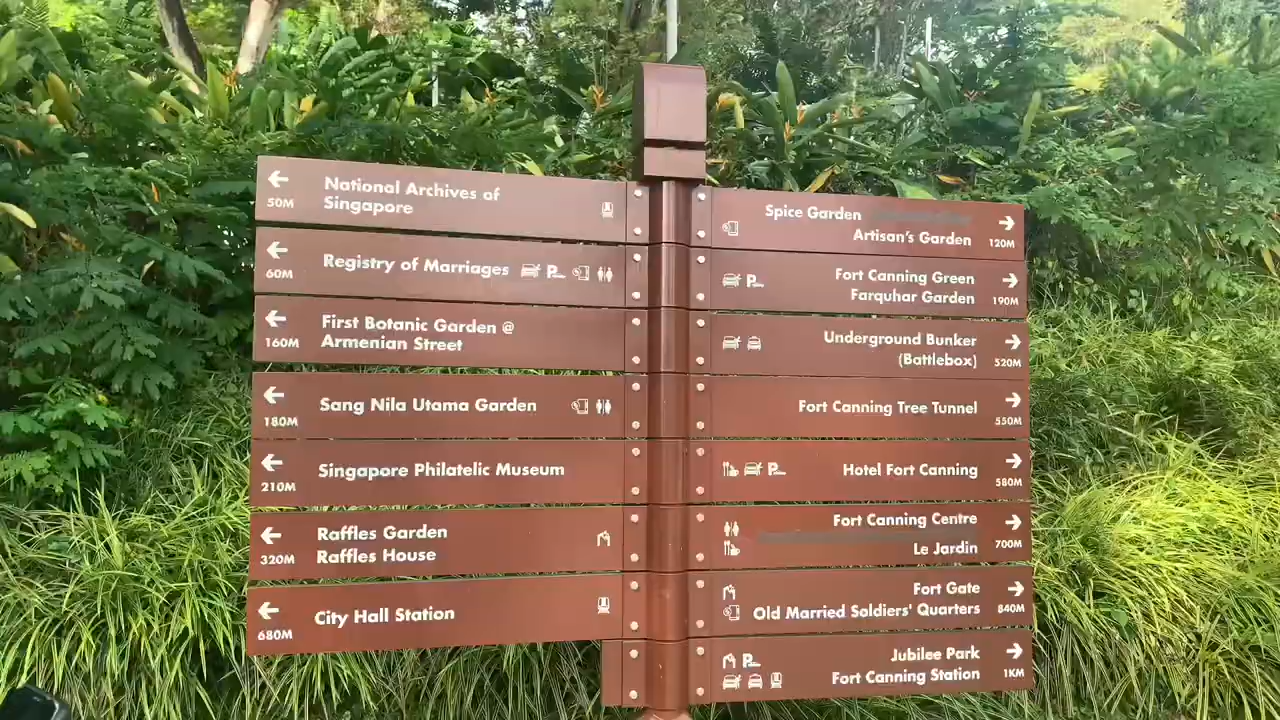 National Archives of
Singapore
50M
Registry of Marriages
60M
First Botanic Garden @
Armenian Street
160M
Sang Nila Utama Garden
180M
Singapore Philatelic Museum
210M
Raffles Garden
Raffles House
320M
City Hall Station
680M
Spice Garden
Artisan's Garden
120M
Fort Canning Green
Farquhar Garden
190M
Underground Bunker
(Battlebox)
520M
Fort Canning Tree Tunnel
550M
Hotel Fort Canning
580M
Fort Canning Centre
Le Jardin
700M
Fort Gate
Old Married Soldiers' Quarters
840M
Jubilee Park
Fort Canning Station
1KM